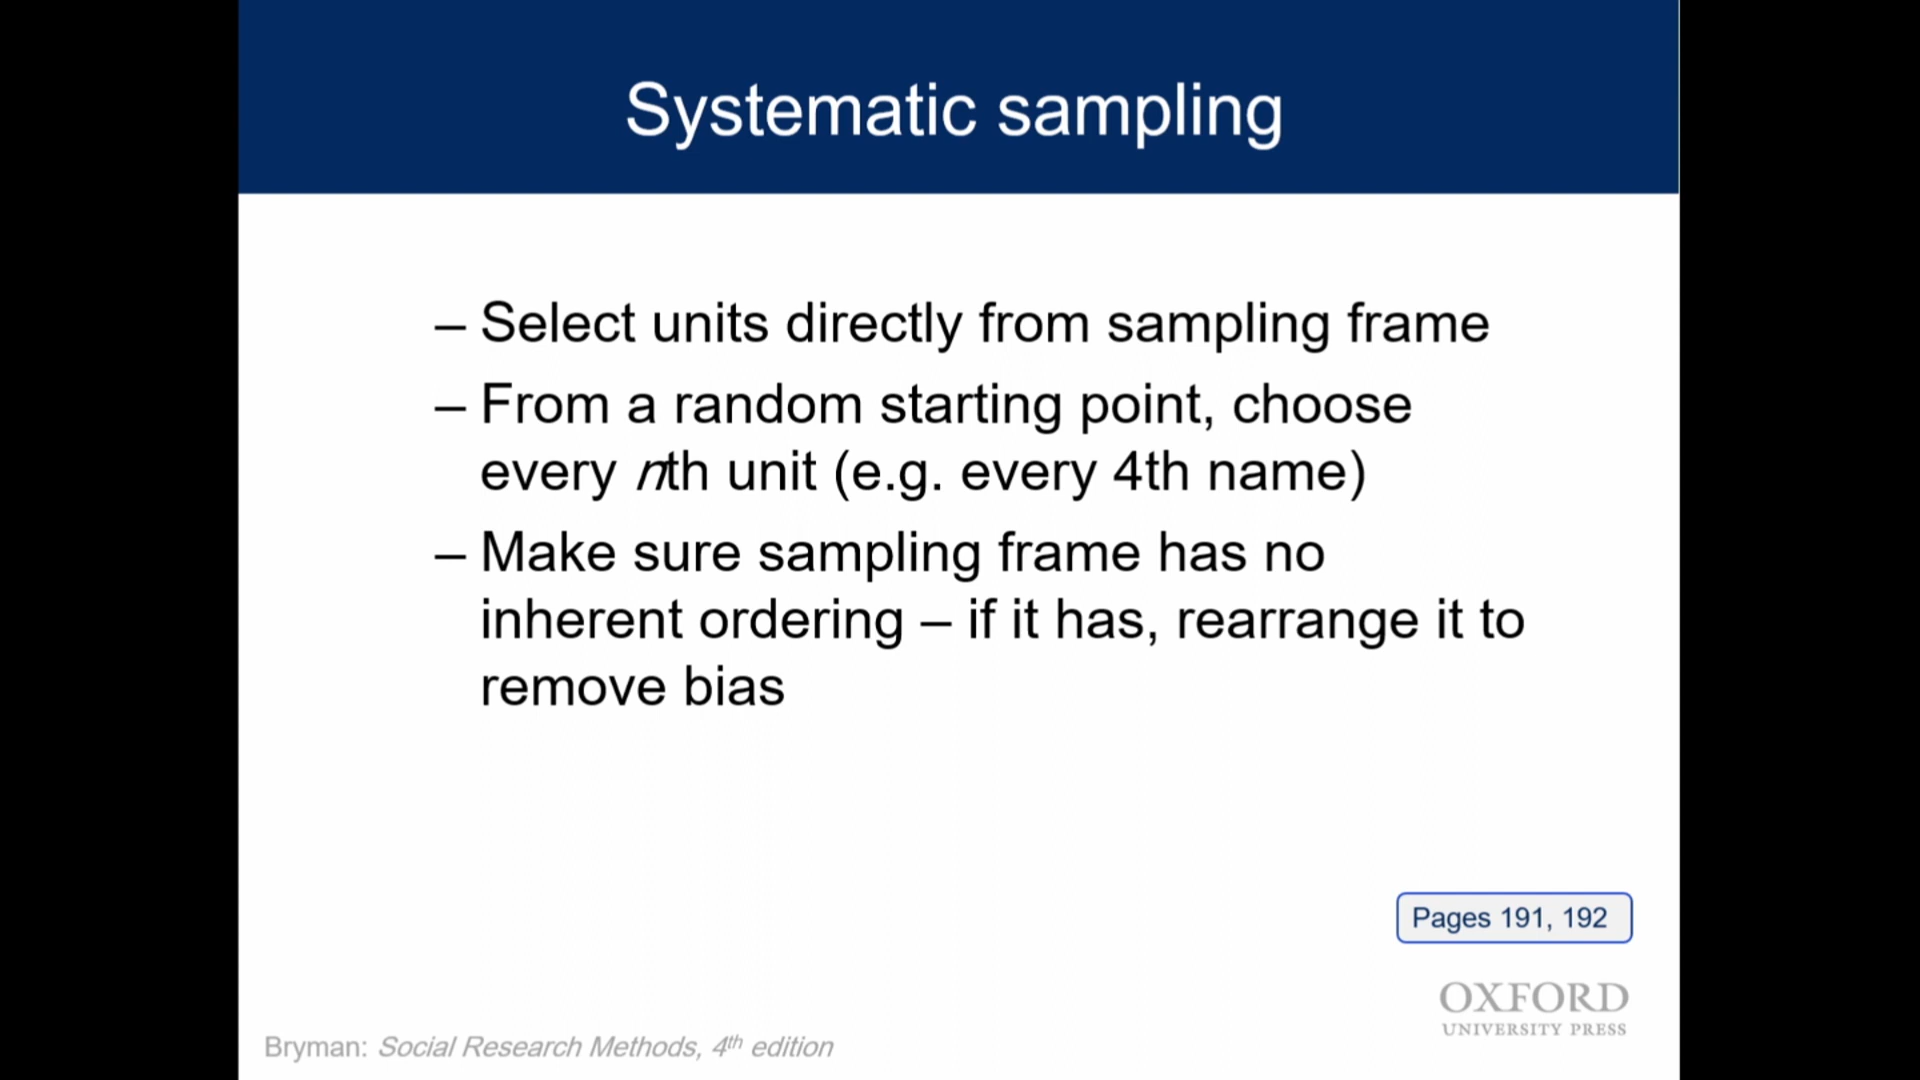 Systematic sampling
– Select units directly from sampling frame
– From a random starting point, choose
every nth unit (e.g. every 4th name)
– Make sure sampling frame has no
inherent ordering – if it has, rearrange it to
remove bias
Pages 191, 192
OXFORD
UNIVERSITY PRESS
Bryman: Social Research Methods, 4th edition